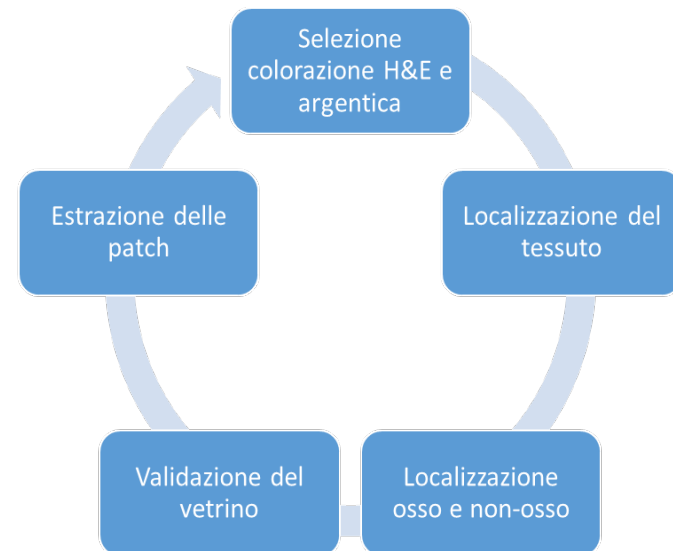 Selezione
colorazione H&E e
argentica
Localizzazione del
tessuto
Localizzazione
osso e non-osso
Validazione del
vetrino
Estrazione delle
patch